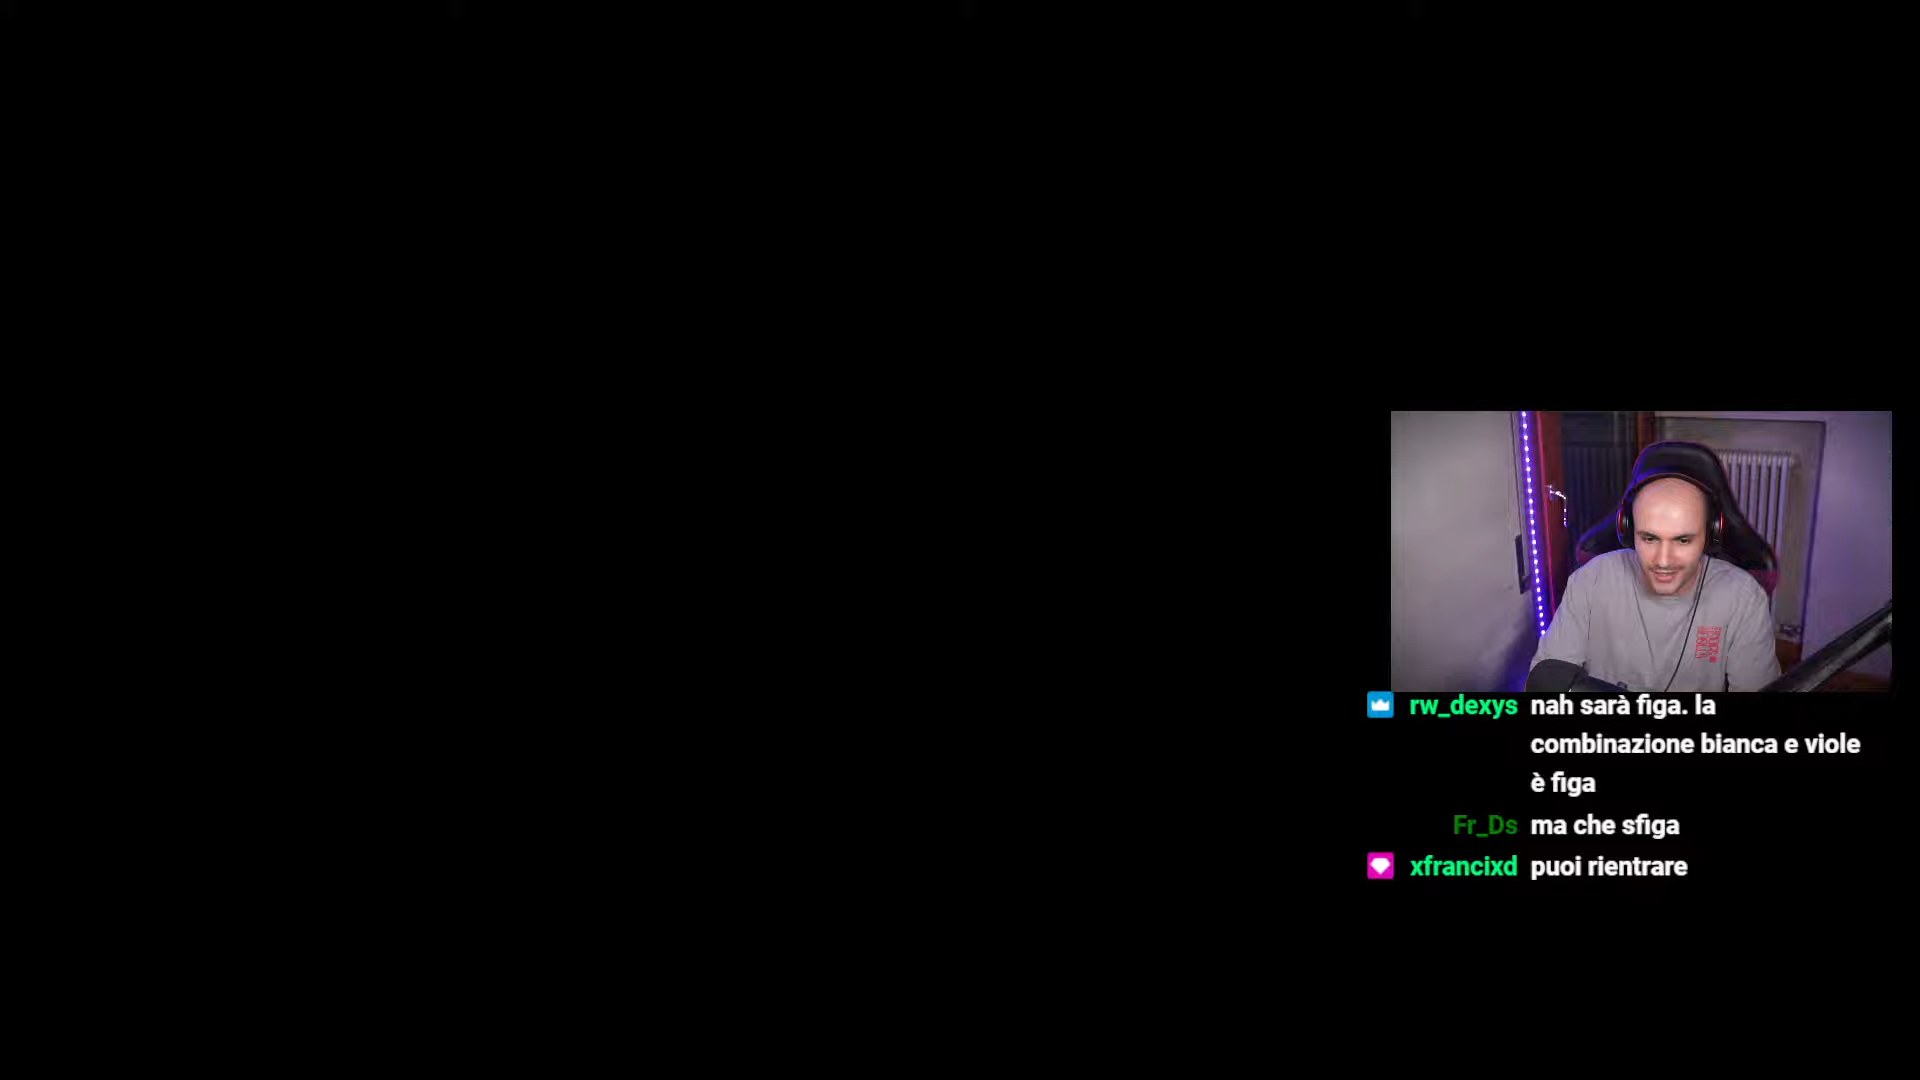 rw_dexys nah sarà figa. la
combinazione bianca e viole
è figa
Fr_Ds ma che sfiga
xfrancixd puoi rientrare